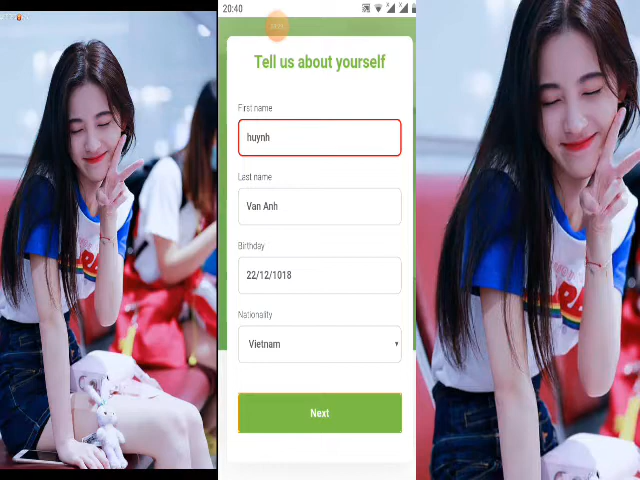 20:40
Tell us about yourself
First name
huynh
Last name
Van Anh
Birthday
22/12/1018
Nationality
Vietnam
Next